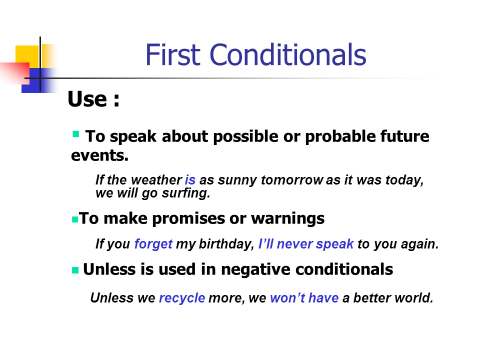 First Conditionals
Use :
To speak about possible or probable future
events.
If the weather is as sunny tomorrow as it was today,
we will go surfing.
To make promises or warnings
If you forget my birthday, I'll never speak to you again.
Unless is used in negative conditionals
Unless we recycle more, we won't have a better world.